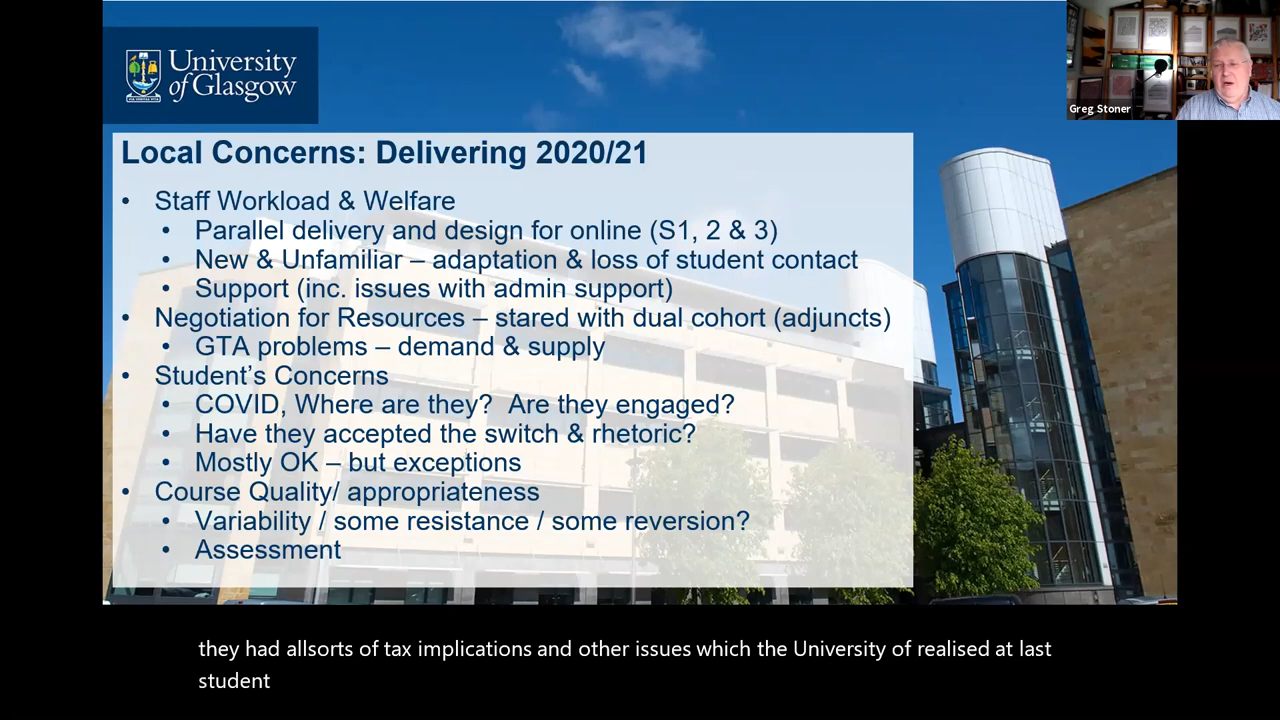 University
of Glasgow
Greg Stoner
Local Concerns: Delivering 2020/21
• Staff Workload & Welfare
• Parallel delivery and design for online (S1, 2 & 3)
• New & Unfamiliar – adaptation & loss of student contact
• Support (inc. issues with admin support)
• Negotiation for Resources – stared with dual cohort (adjuncts)
• GTA problems – demand & supply
• Student’s Concerns
• COVID, Where are they?  Are they engaged?
• Have they accepted the switch & rhetoric?
• Mostly OK – but exceptions
• Course Quality/ appropriateness
• Variability / some resistance / some reversion?
• Assessment
they had allsorts of tax implications and other issues which the University of realised at last
student